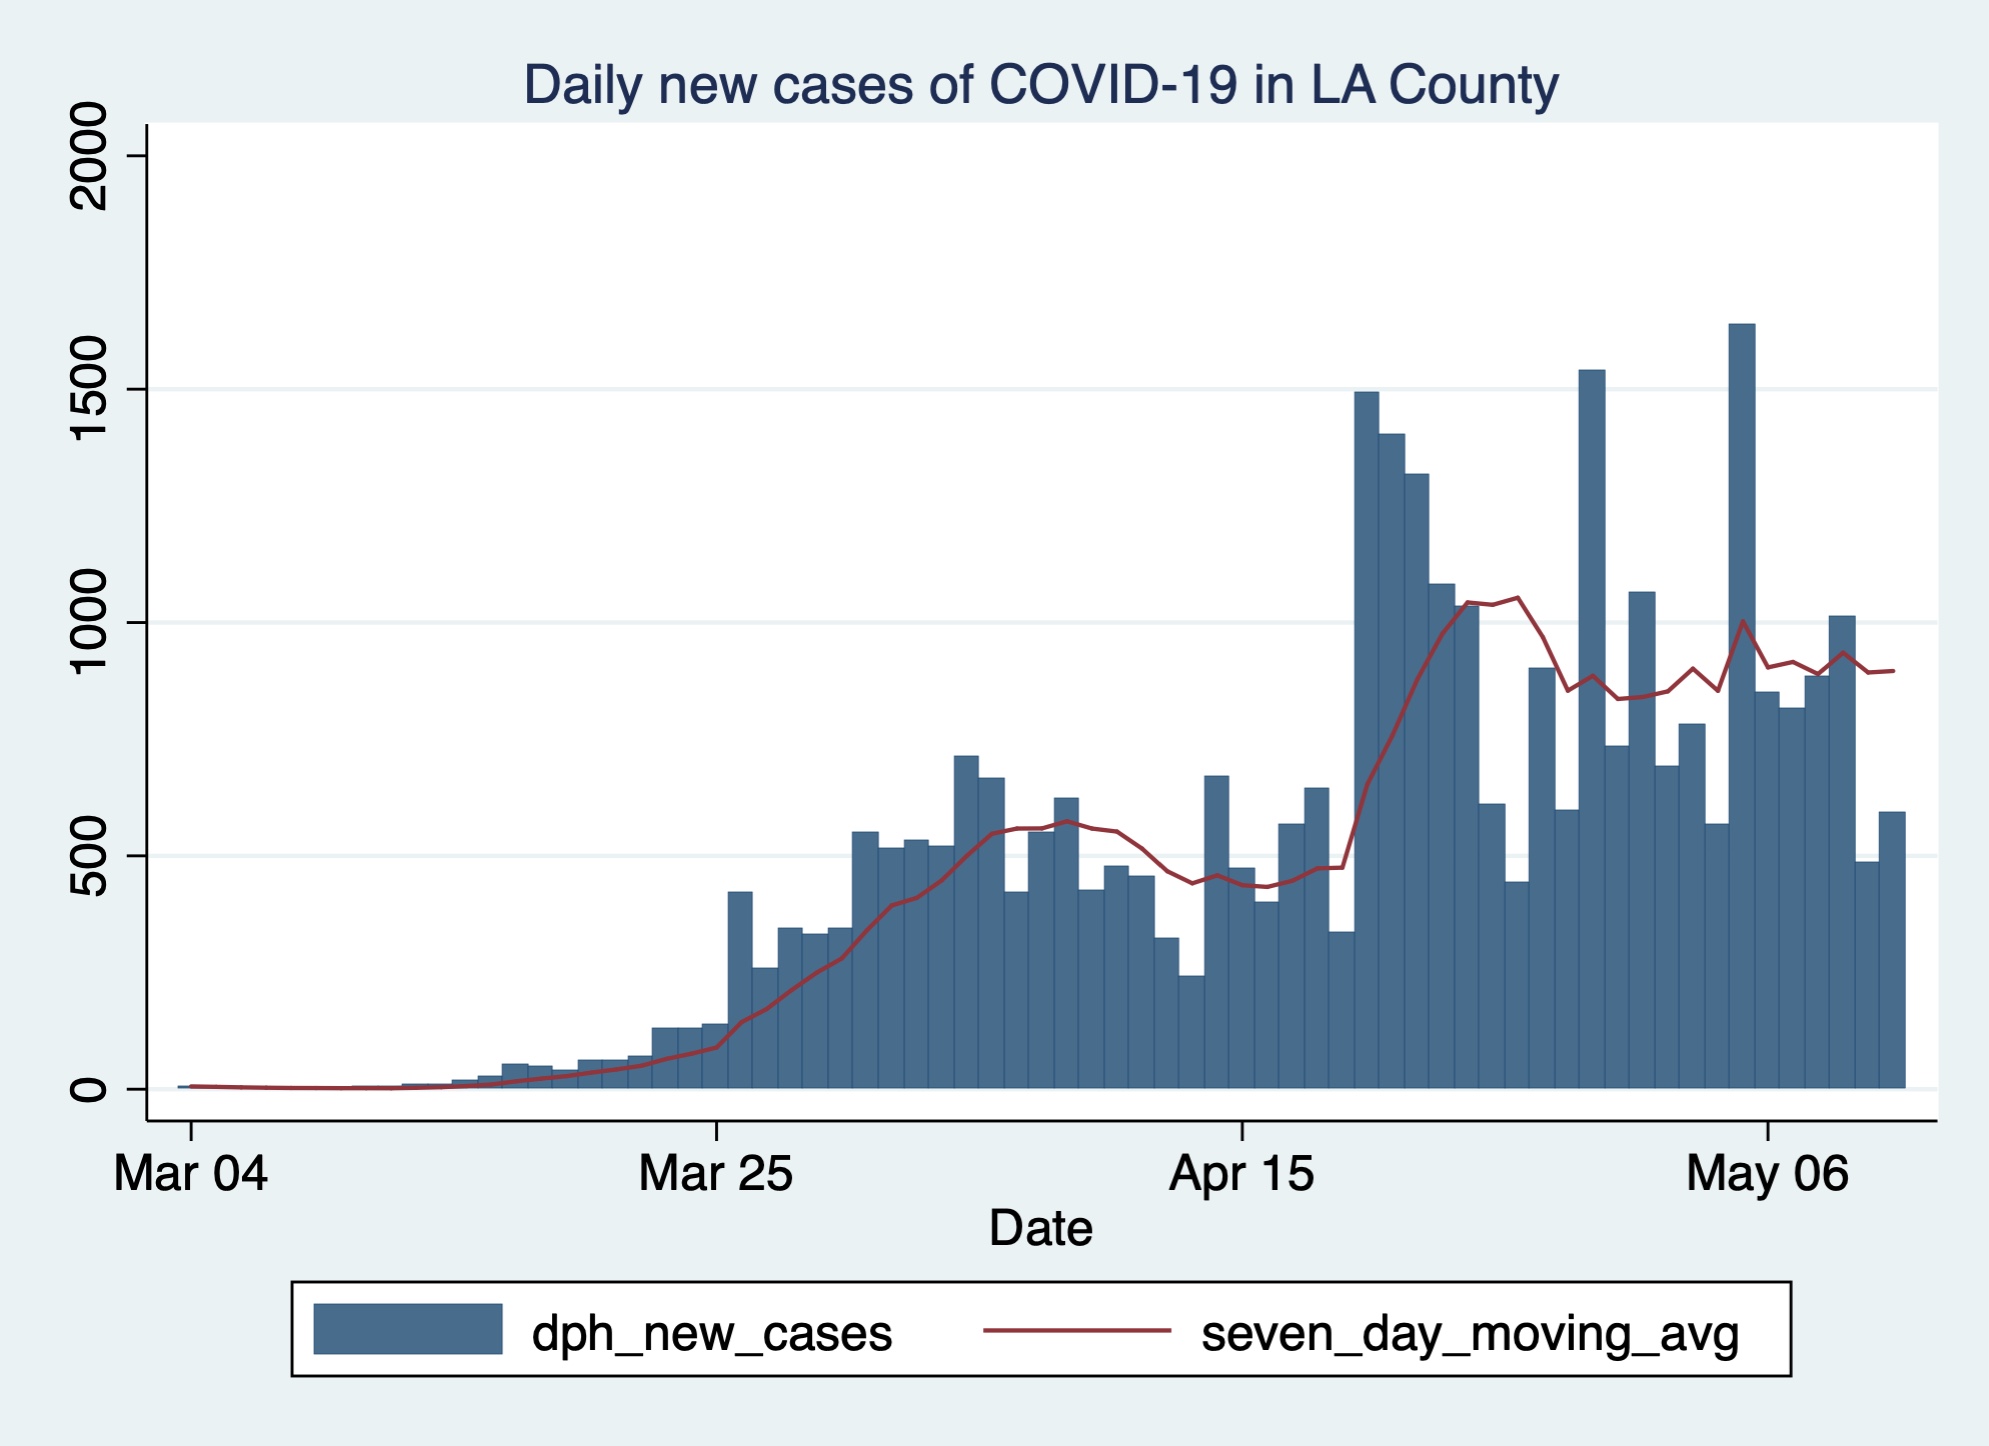 Daily new cases of COVID-19 in LA County
2000
1500
1000
500
0
Mar 04 Mar 25 Apr 15 May 06
Date
dph_new_cases seven_day_moving_avg